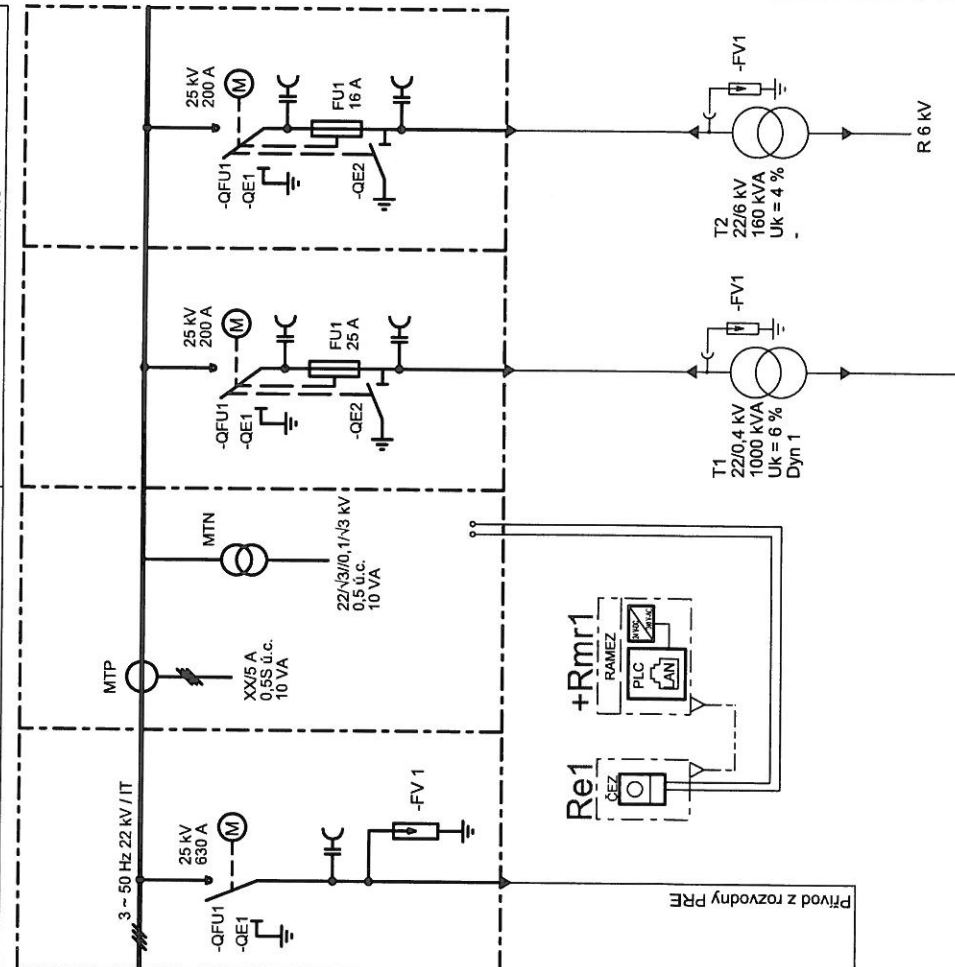 3 ~ 50 Hz 22 kV / IT
25 kV
630 A
M
-QFU1
-QE1
-FV 1
Přívod z rozvodny PRE
MTP
XX/5 A
0,5S ú.c.
10 VA
MTN
22/√3//0,1/√3 kV
0,5 ú.c.
10 VA
Re1
ČEZ
+Rmr1
RAMEZ
PLC
LAN
25 kV
200 A
M
-QFU1
-QE1
FU1
25 A
-QE2
-FV1
T1
22/0,4 kV
1000 kVA
Uk = 6 %
Dyn 1
25 kV
200 A
M
-QFU1
-QE1
FU1
16 A
-QE2
-FV1
T2
22/6 kV
160 kVA
Uk = 4 %
-
R 6 kV